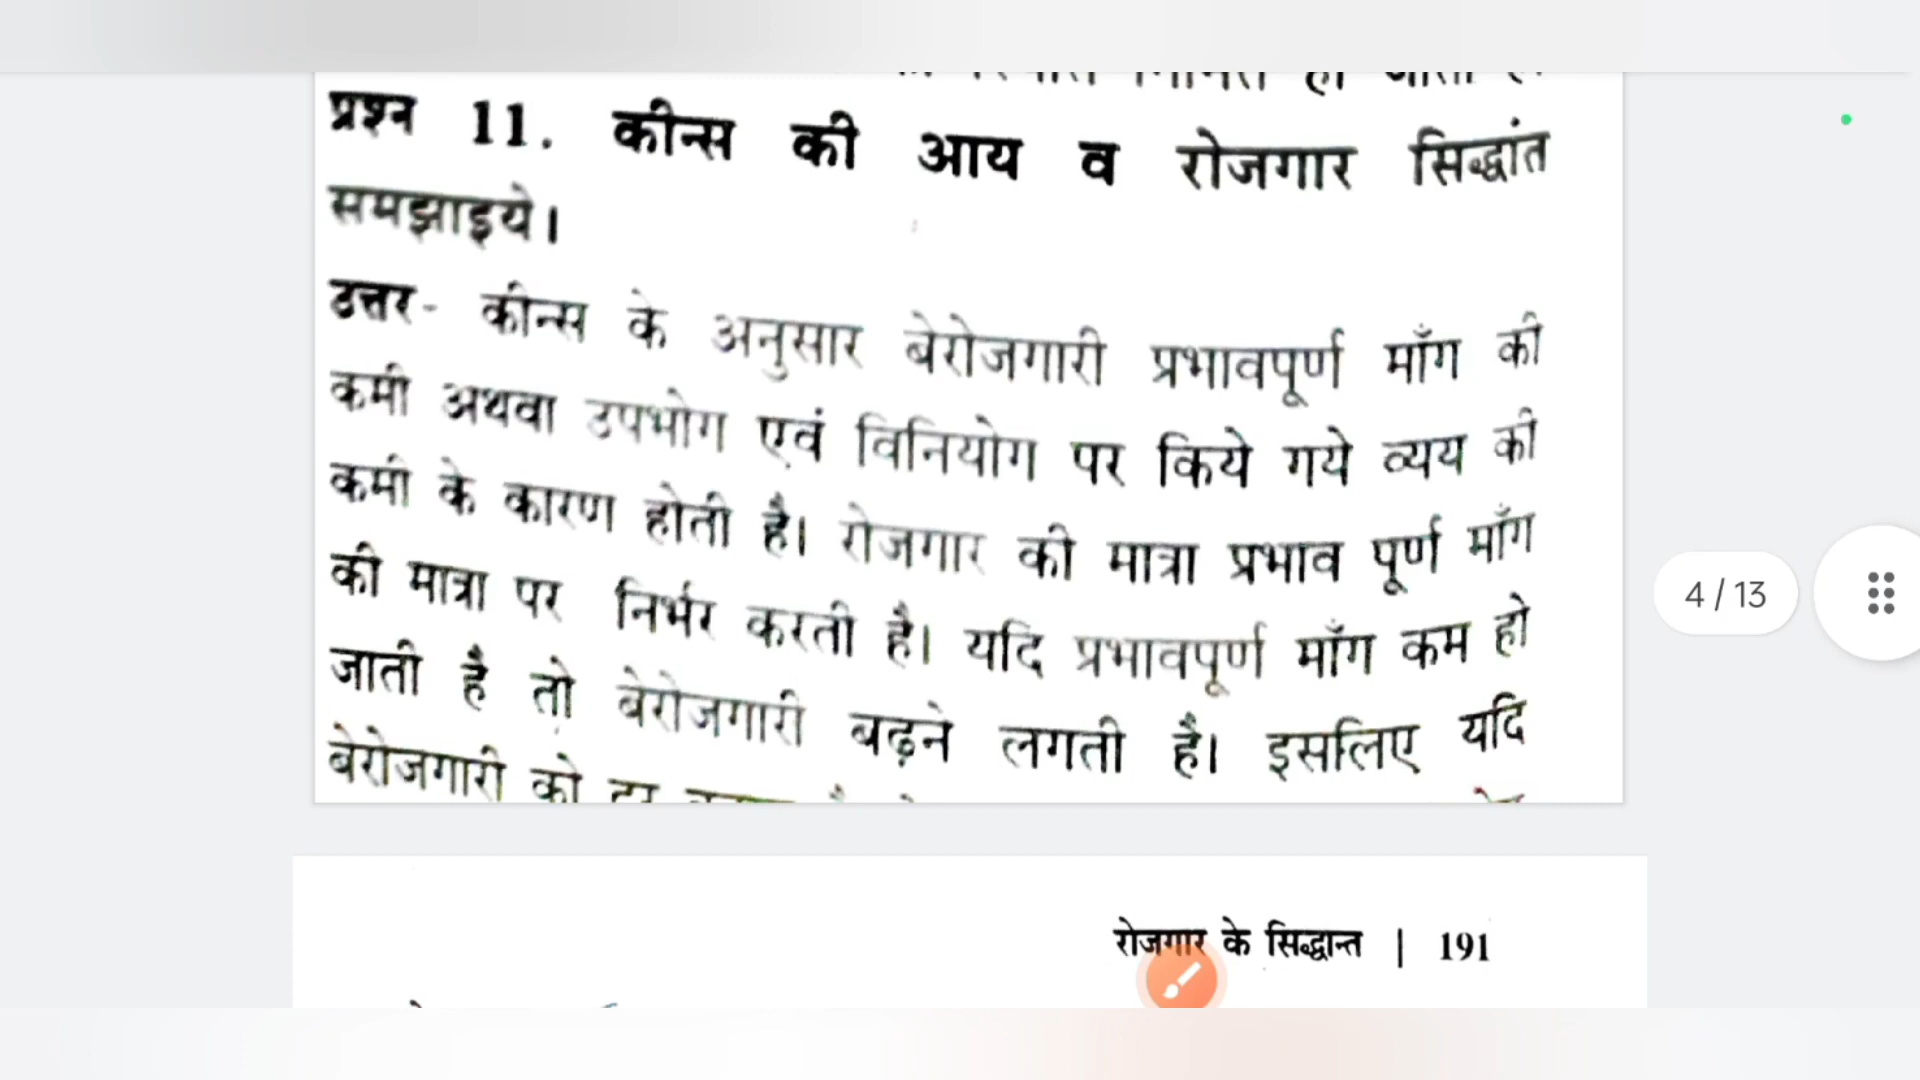 प्रश्न 11. कीन्स की आय व रोजगार सिद्धांत
समझाइये।
उत्तर- कीन्स के अनुसार बेरोजगारी प्रभावपूर्ण माँग की
कमी अथवा उपभोग एवं विनियोग पर किये गये व्यय की
कमी के कारण होती है। रोजगार की मात्रा प्रभाव पूर्ण माँग
की मात्रा पर निर्भर करती है। यदि प्रभावपूर्ण माँग कम हो
जाती है तो बेरोजगारी बढ़ने लगती है। इसलिए यदि
बेरोजगारी को
4 / 13
रोजगार के सिद्धान्त | 191